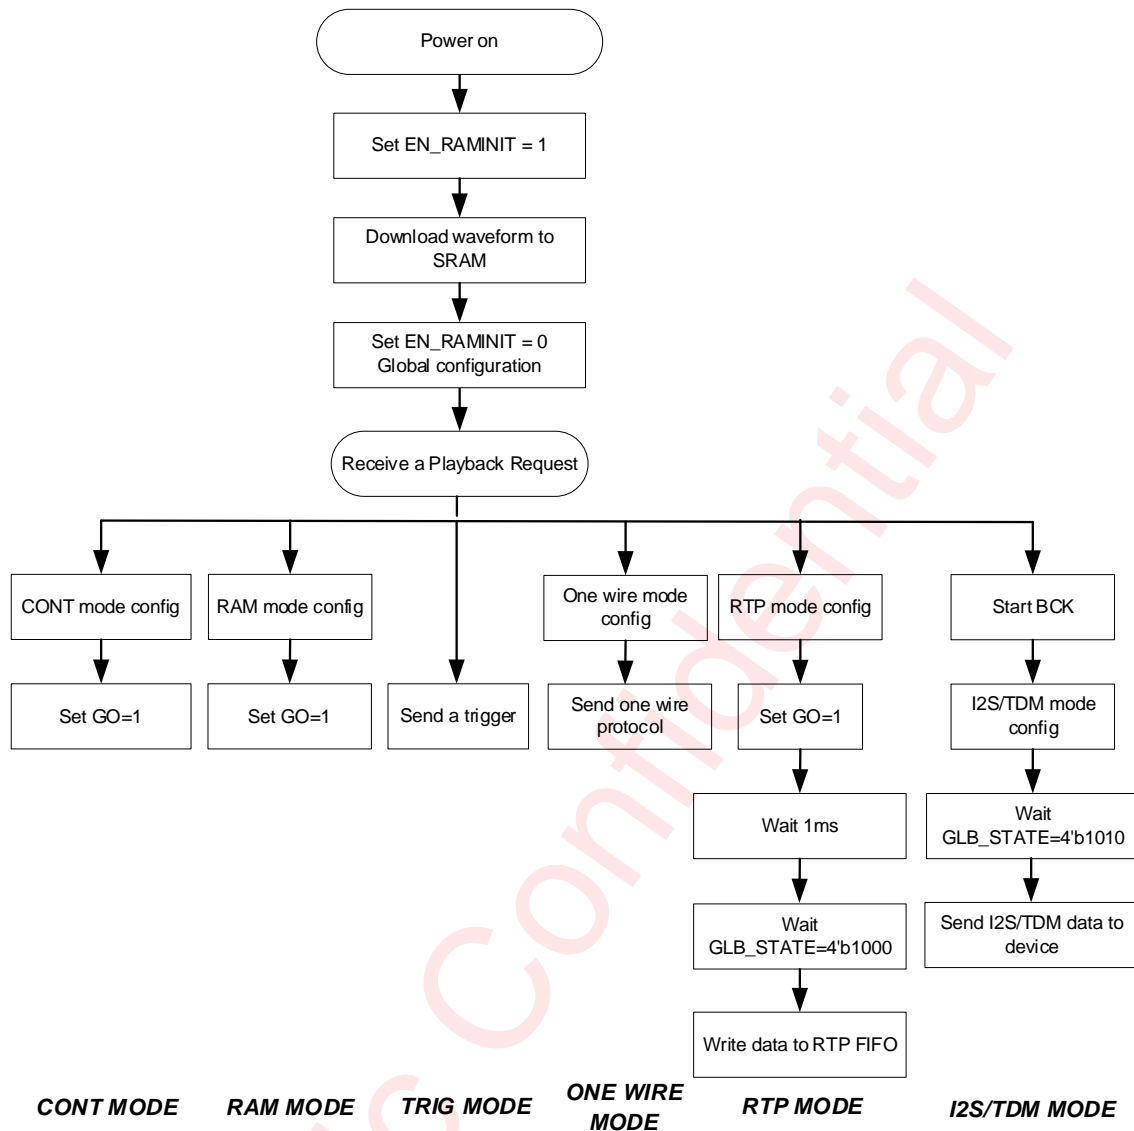 Power on
Set EN_RAMINIT = 1
Download waveform to
SRAM
Set EN_RAMINIT = 0
Global configuration
Receive a Playback Request
CONT mode config
RAM mode config
One wire mode
config
RTP mode config
Start BCK
Set GO=1
Set GO=1
Send a trigger
Send one wire
protocol
Set GO=1
I2S/TDM mode
config
Wait 1ms
Wait
GLB_STATE=4'b1010
Wait
GLB_STATE=4'b1000
Send I2S/TDM data to
device
Write data to RTP FIFO
CONT MODE
RAM MODE
TRIG MODE
ONE WIRE
MODE
RTP MODE
I2S/TDM MODE
ic Confidential